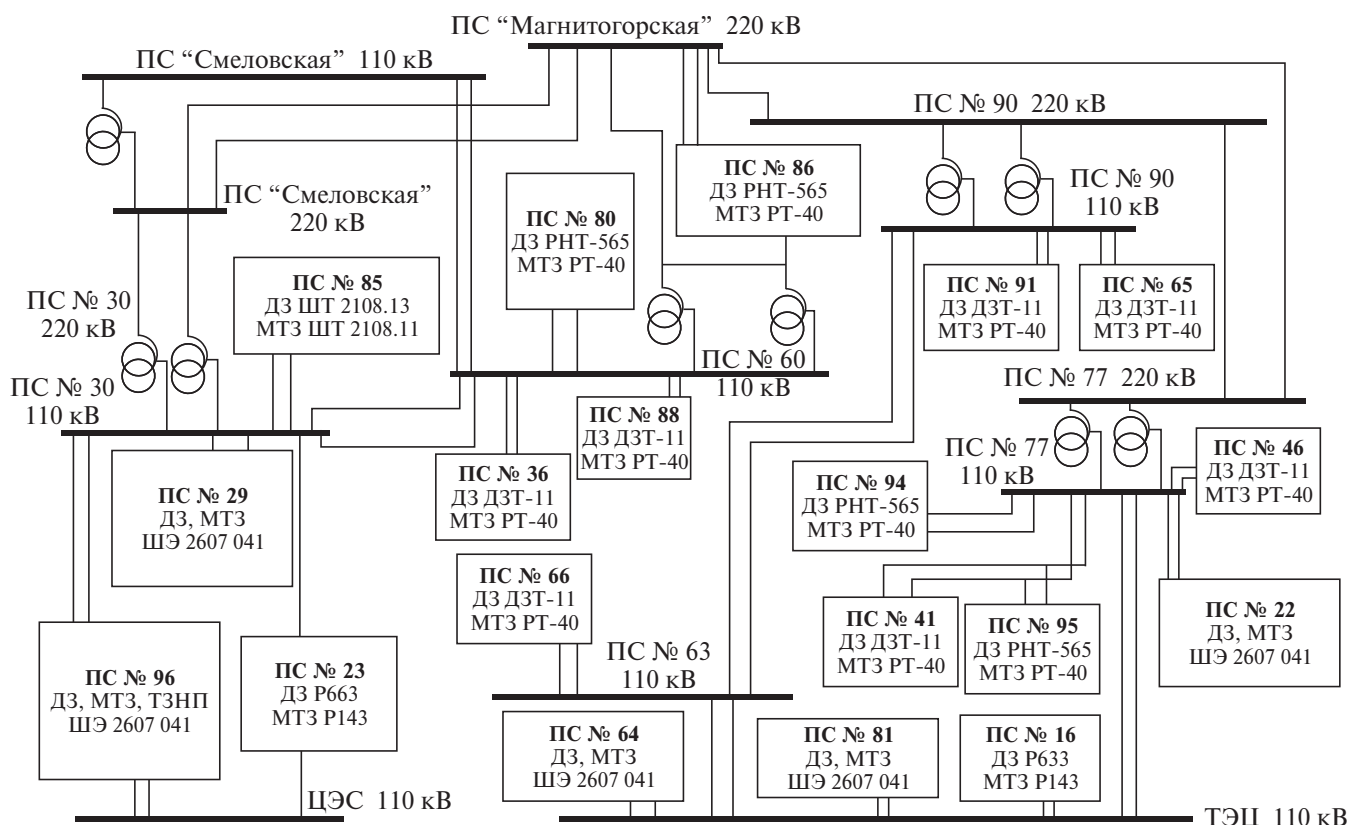 ПС “Магнитогорская” 220 кВ
ПС “Смеловская” 110 кВ
ПС № 90 220 кВ
ПС № 86
ДЗ РНТ-565
МТЗ РТ-40
ПС № 90
110 кВ
ПС “Смеловская”
220 кВ
ПС № 80
ДЗ РНТ-565
МТЗ РТ-40
ПС № 85
ДЗ ШТ 2108.13
МТЗ ШТ 2108.11
ПС № 91
ДЗ ДЗТ-11
МТЗ РТ-40
ПС № 65
ДЗ ДЗТ-11
МТЗ РТ-40
ПС № 30
220 кВ
ПС № 60
110 кВ
ПС № 30
110 кВ
ПС № 77 220 кВ
ПС № 88
ДЗ ДЗТ-11
МТЗ РТ-40
ПС № 36
ДЗ ДЗТ-11
МТЗ РТ-40
ПС № 77
110 кВ
ПС № 46
ДЗ ДЗТ-11
МТЗ РТ-40
ПС № 29
ДЗ, МТЗ
ШЭ 2607 041
ПС № 94
ДЗ РНТ-565
МТЗ РТ-40
ПС № 66
ДЗ ДЗТ-11
МТЗ РТ-40
ПС № 41
ДЗ ДЗТ-11
МТЗ РТ-40
ПС № 95
ДЗ РНТ-565
МТЗ РТ-40
ПС № 22
ДЗ, МТЗ
ШЭ 2607 041
ПС № 63
110 кВ
ПС № 96
ДЗ, МТЗ, ТЗНП
ШЭ 2607 041
ПС № 23
ДЗ Р663
МТЗ Р143
ПС № 64
ДЗ, МТЗ
ШЭ 2607 041
ПС № 81
ДЗ, МТЗ
ШЭ 2607 041
ПС № 16
ДЗ Р633
МТЗ Р143
ЦЭС 110 кВ
ТЭЦ 110 кВ